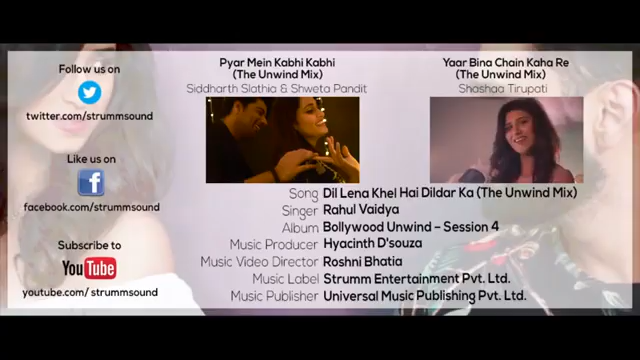 Follow us on
twitter.com/strummsound
Like us on
facebook.com/strummsound
Subscribe to
YouTube
youtube.com/ strummsound
Pyar Mein Kabhi Kabhi
(The Unwind Mix)
Siddharth Slathia & Shweta Pandit
Yaar Bina Chain Kaha Re
(The Unwind Mix)
Shashaa Tirupati
Song Dil Lena Khel Hai Dildar Ka (The Unwind Mix)
Singer Rahul Vaidya
Album Bollywood Unwind – Session 4
Music Producer Hyacinth D'souza
Music Video Director Roshni Bhatia
Music Label Strumm Entertainment Pvt. Ltd.
Music Publisher Universal Music Publishing Pvt. Ltd.